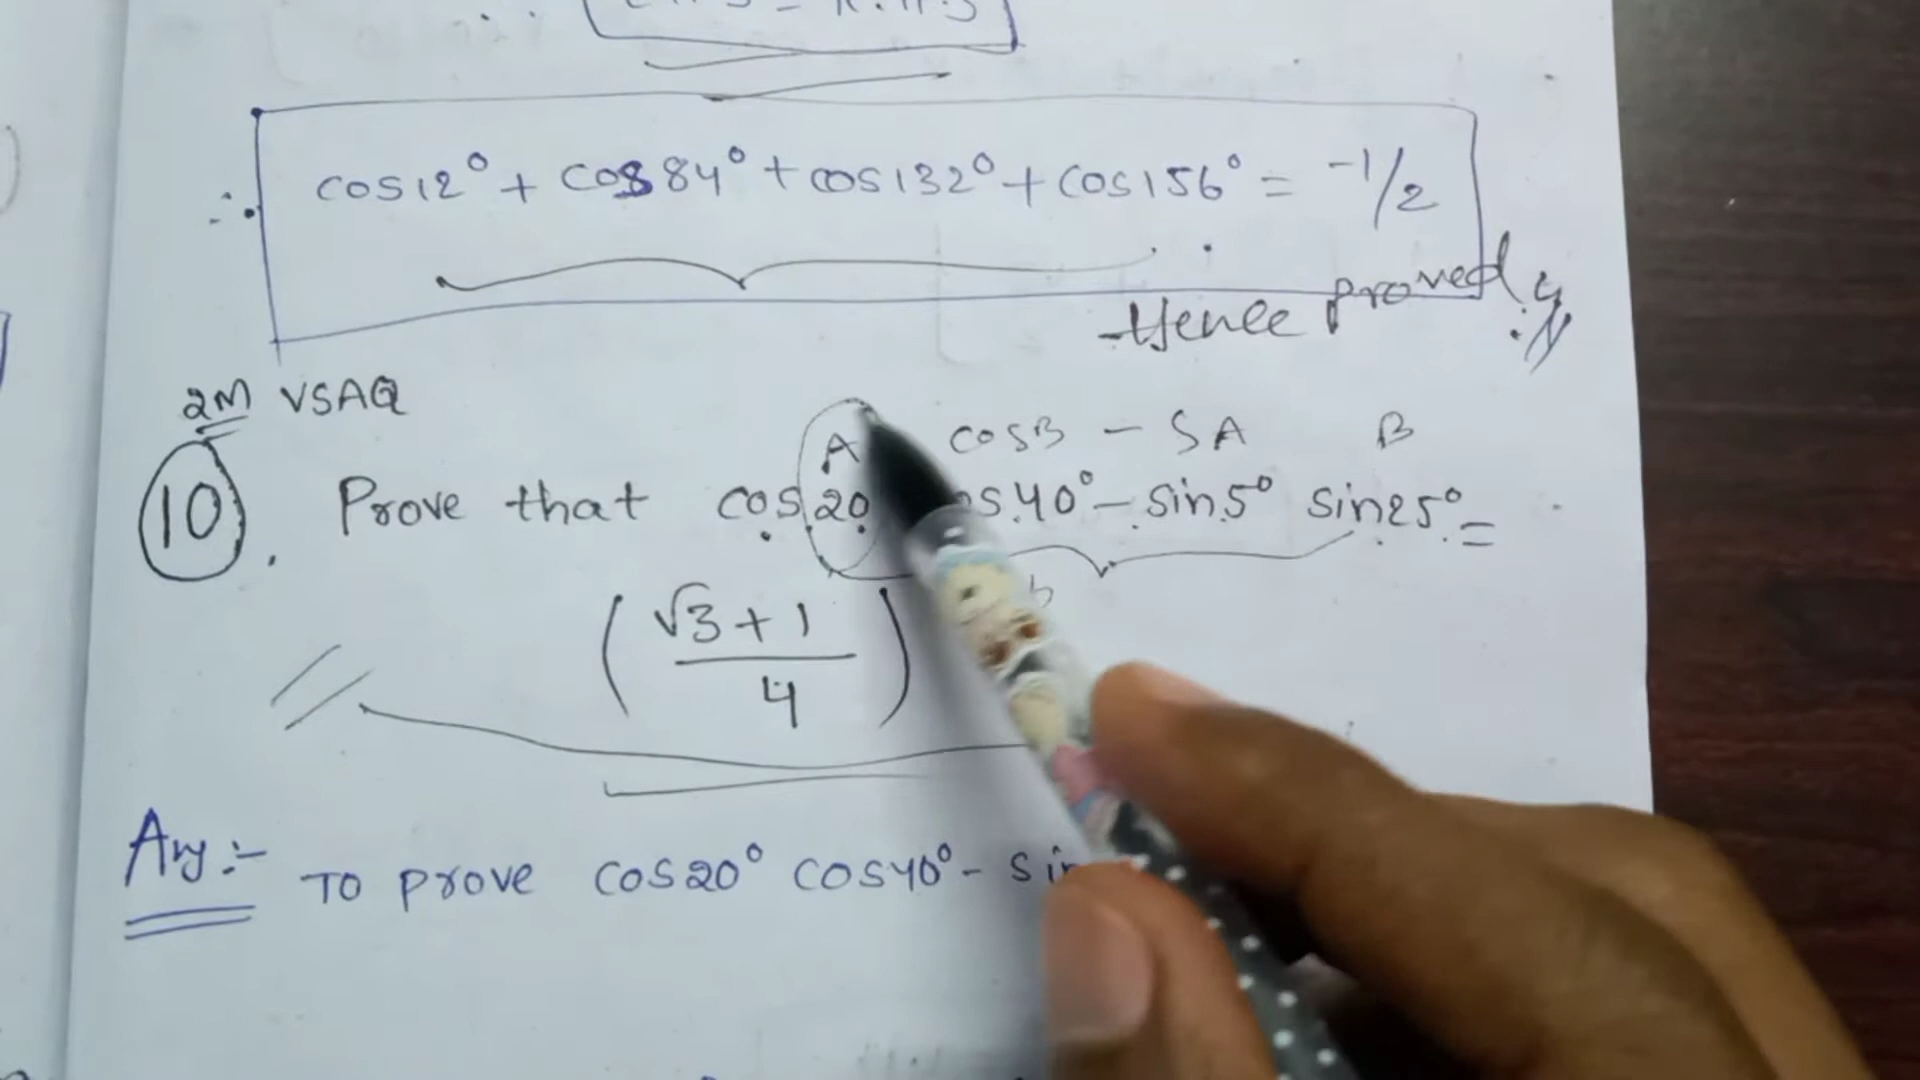 ∴ cos12° + cos84° + cos132° + cos156° = -1/2
Hence proved
2M VSAQ
A cosB - SA B
10. Prove that cos20 cos40° - sin5° sin25° =
(√3+1 / 4)
Ans:- To prove cos20° cos40° - sin